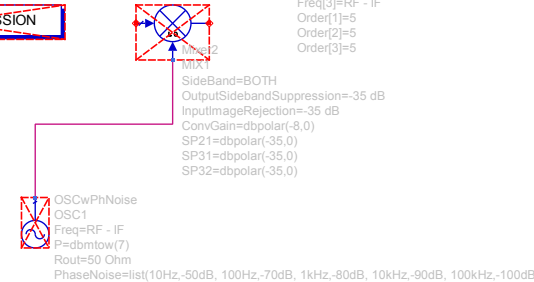 Freq[3]=RF - IF
SSION
Order[1]=5
Order[2]=5
Order[3]=5
Mixer2
MIX1
SideBand=BOTH
OutputSidebandSuppression=-35 dB
InputImageRejection=-35 dB
ConvGain=dbpolar(-8,0)
SP21=dbpolar(-35,0)
SP31=dbpolar(-35,0)
SP32=dbpolar(-35,0)
OSCwPhNoise
OSC1
Freq=RF - IF
P=dbmtow(7)
Rout=50 Ohm
PhaseNoise=list(10Hz,-50dB, 100Hz,-70dB, 1kHz,-80dB, 10kHz,-90dB, 100kHz,-100dB